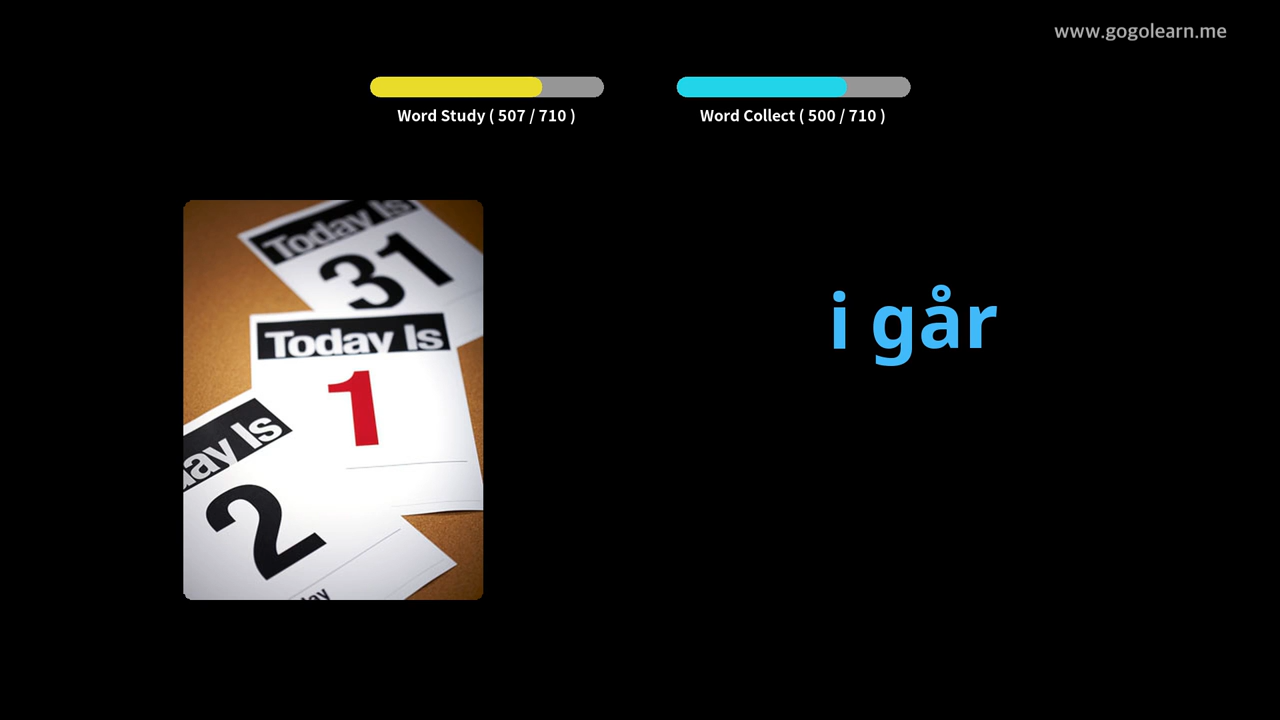 www.gogolearn.me
Word Study ( 507 / 710 )
Word Collect ( 500 / 710 )
Today Is
31
Today Is
1
ay Is
2
i går